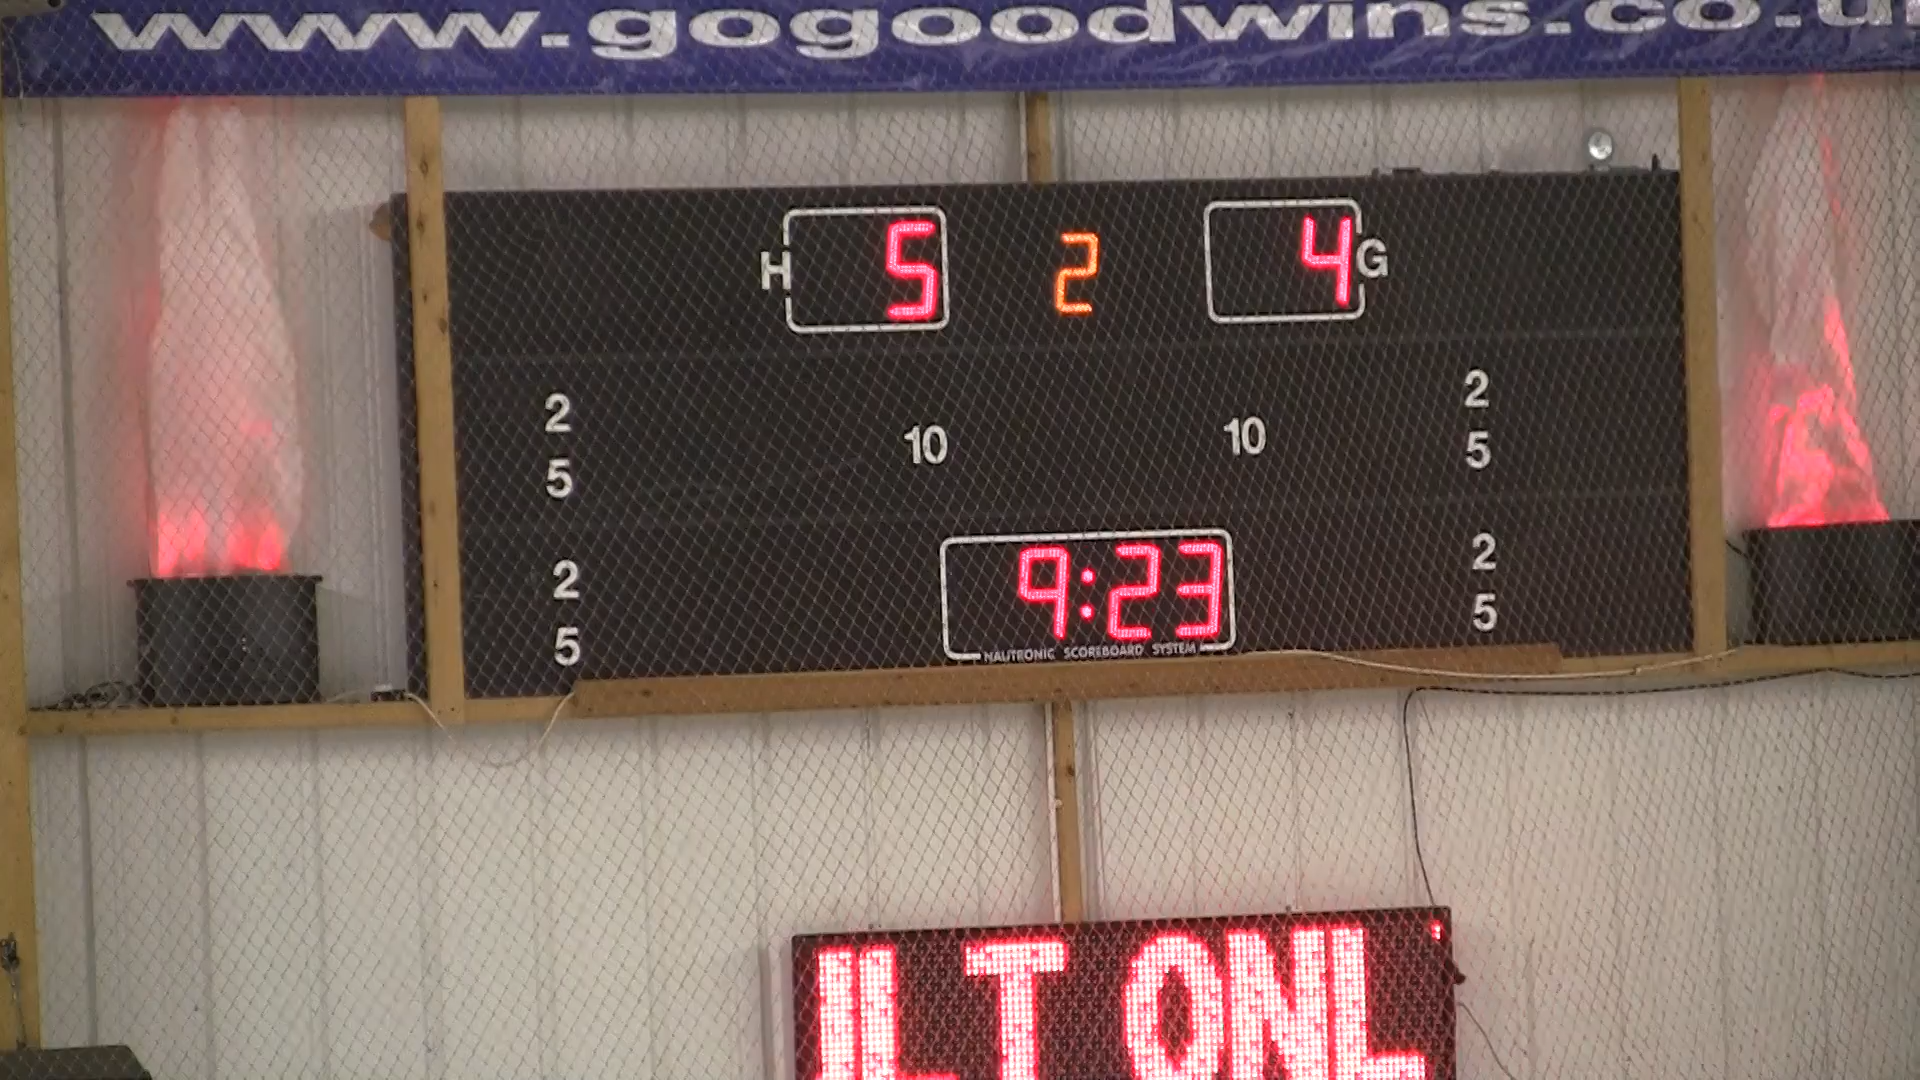 www.gogoodwins.co.u
H 5 2 4 G
2 10 10 2
5 5
2 9:23 2
5 5
NAUTRONIC SCOREBOARD SYSTEM
LT ONL